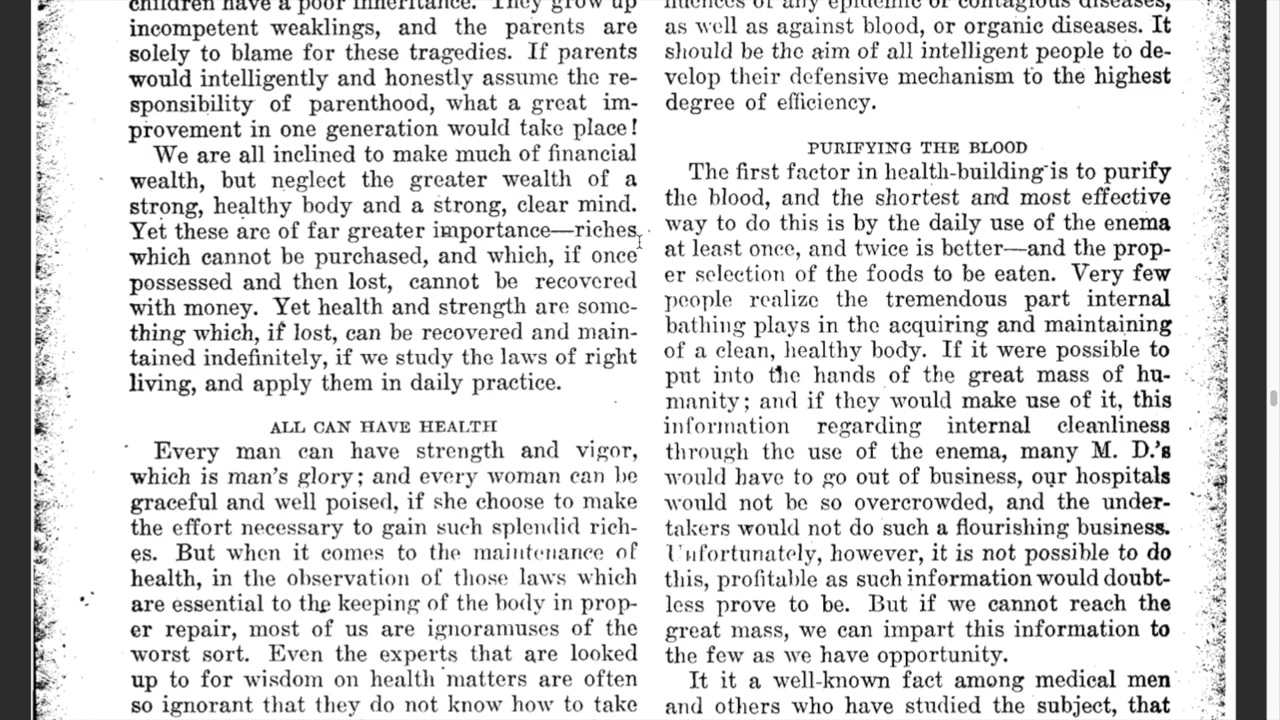 children have a poor inheritance. They grow up
incompetent weaklings, and the parents are
solely to blame for these tragedies. If parents
would intelligently and honestly assume the re-
sponsibility of parenthood, what a great im-
provement in one generation would take place!
We are all inclined to make much of financial
wealth, but neglect the greater wealth of a
strong, healthy body and a strong, clear mind.
Yet these are of far greater importance—riches
which cannot be purchased, and which, if once
possessed and then lost, cannot be recovered
with money. Yet health and strength are some-
thing which, if lost, can be recovered and main-
tained indefinitely, if we study the laws of right
living, and apply them in daily practice.
ALL CAN HAVE HEALTH
Every man can have strength and vigor,
which is man's glory; and every woman can be
graceful and well poised, if she choose to make
the effort necessary to gain such splendid rich-
es. But when it comes to the maintenance of
health, in the observation of those laws which
are essential to the keeping of the body in prop-
er repair, most of us are ignoramuses of the
worst sort. Even the experts that are looked
up to for wisdom on health matters are often
so ignorant that they do not know how to take
fluences of any epidemic or contagious diseases,
as well as against blood, or organic diseases. It
should be the aim of all intelligent people to de-
velop their defensive mechanism to the highest
degree of efficiency.
PURIFYING THE BLOOD
The first factor in health-building is to purify
the blood, and the shortest and most effective
way to do this is by the daily use of the enema
at least once, and twice is better—and the prop-
er selection of the foods to be eaten. Very few
people realize the tremendous part internal
bathing plays in the acquiring and maintaining
of a clean, healthy body. If it were possible to
put into the hands of the great mass of hu-
manity; and if they would make use of it, this
information regarding internal cleanliness
through the use of the enema, many M. D.'s
would have to go out of business, our hospitals
would not be so overcrowded, and the under-
takers would not do such a flourishing business.
Unfortunately, however, it is not possible to do
this, profitable as such information would doubt-
less prove to be. But if we cannot reach the
great mass, we can impart this information to
the few as we have opportunity.
It it a well-known fact among medical men
and others who have studied the subject, that